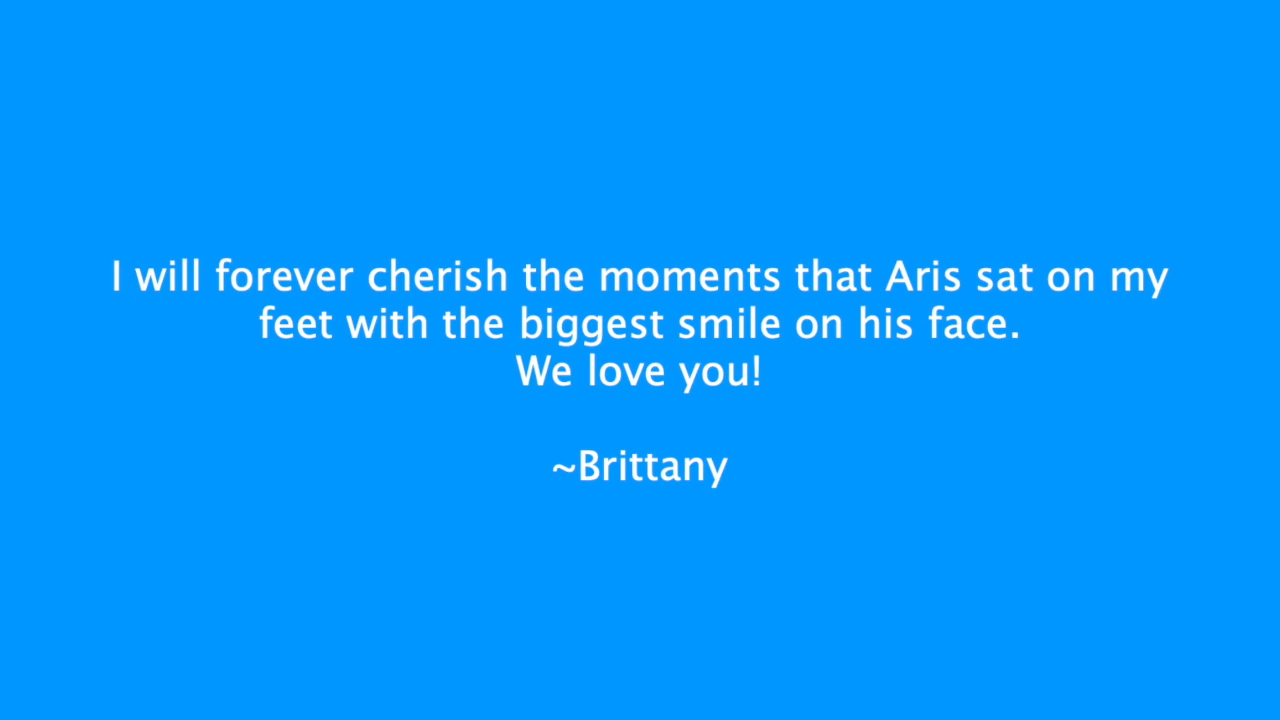 I will forever cherish the moments that Aris sat on my
feet with the biggest smile on his face.
We love you!
~Brittany